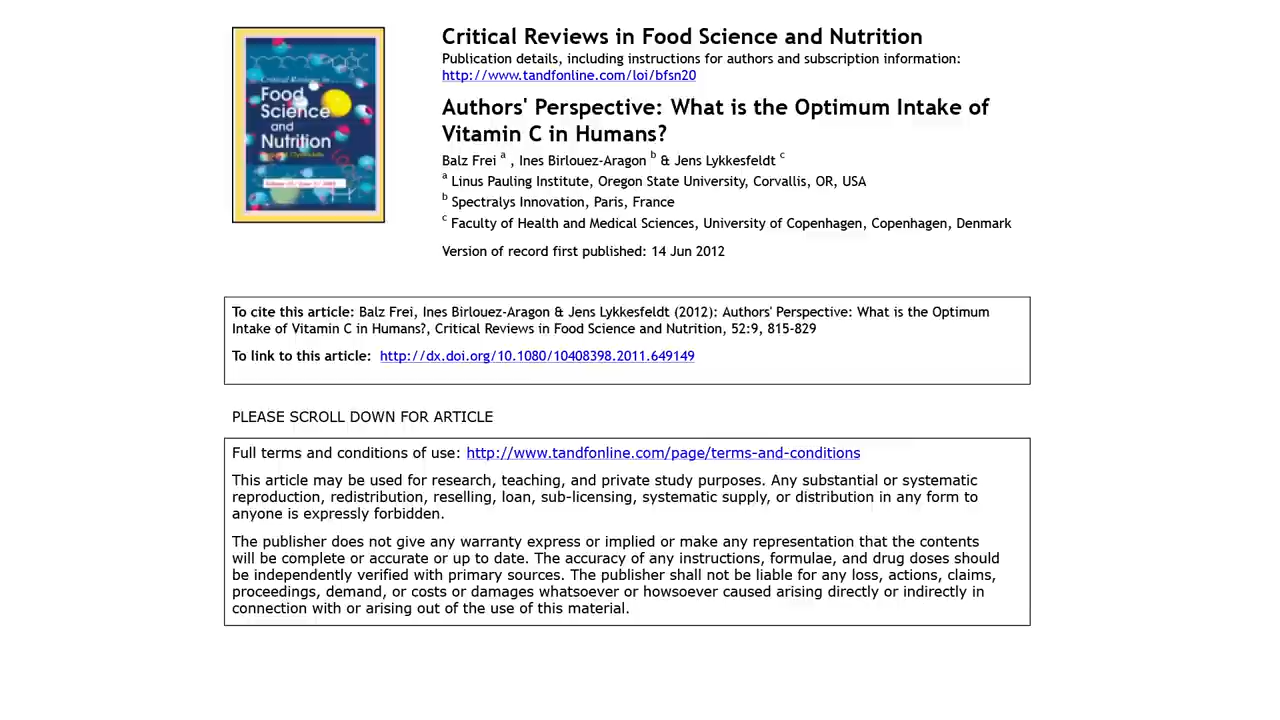 Critical Reviews in
Food
Science
and
Nutrition
Critical Reviews in Food Science and Nutrition
Publication details, including instructions for authors and subscription information:
http://www.tandfonline.com/loi/bfsn20
Authors' Perspective: What is the Optimum Intake of
Vitamin C in Humans?
Balz Frei a , Ines Birlouez-Aragon b & Jens Lykkesfeldt c
a Linus Pauling Institute, Oregon State University, Corvallis, OR, USA
b Spectralys Innovation, Paris, France
c Faculty of Health and Medical Sciences, University of Copenhagen, Copenhagen, Denmark
Version of record first published: 14 Jun 2012
To cite this article: Balz Frei, Ines Birlouez-Aragon & Jens Lykkesfeldt (2012): Authors' Perspective: What is the Optimum
Intake of Vitamin C in Humans?, Critical Reviews in Food Science and Nutrition, 52:9, 815-829
To link to this article: http://dx.doi.org/10.1080/10408398.2011.649149
PLEASE SCROLL DOWN FOR ARTICLE
Full terms and conditions of use: http://www.tandfonline.com/page/terms-and-conditions
This article may be used for research, teaching, and private study purposes. Any substantial or systematic
reproduction, redistribution, reselling, loan, sub-licensing, systematic supply, or distribution in any form to
anyone is expressly forbidden.
The publisher does not give any warranty express or implied or make any representation that the contents
will be complete or accurate or up to date. The accuracy of any instructions, formulae, and drug doses should
be independently verified with primary sources. The publisher shall not be liable for any loss, actions, claims,
proceedings, demand, or costs or damages whatsoever or howsoever caused arising directly or indirectly in
connection with or arising out of the use of this material.